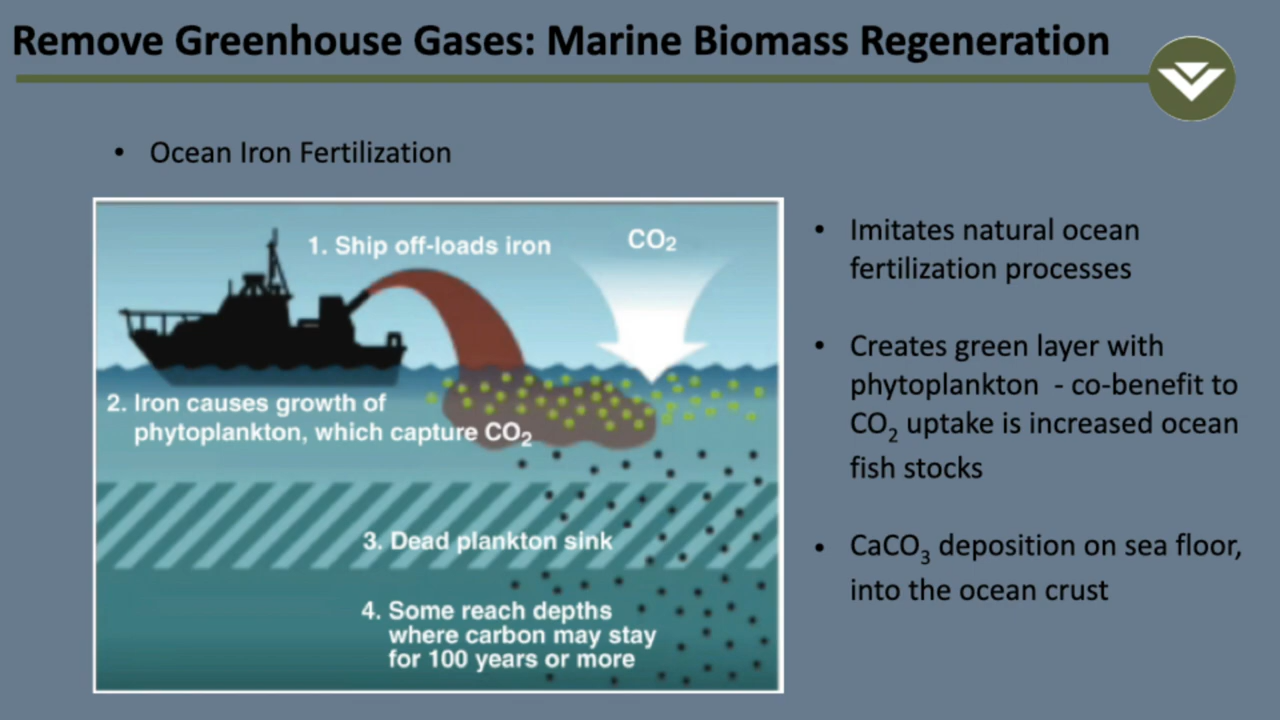 Remove Greenhouse Gases: Marine Biomass Regeneration
• Ocean Iron Fertilization
1. Ship off-loads iron
CO₂
2. Iron causes growth of
phytoplankton, which capture CO₂
3. Dead plankton sink
4. Some reach depths
where carbon may stay
for 100 years or more
• Imitates natural ocean
fertilization processes
• Creates green layer with
phytoplankton - co-benefit to
CO₂ uptake is increased ocean
fish stocks
• CaCO₃ deposition on sea floor,
into the ocean crust